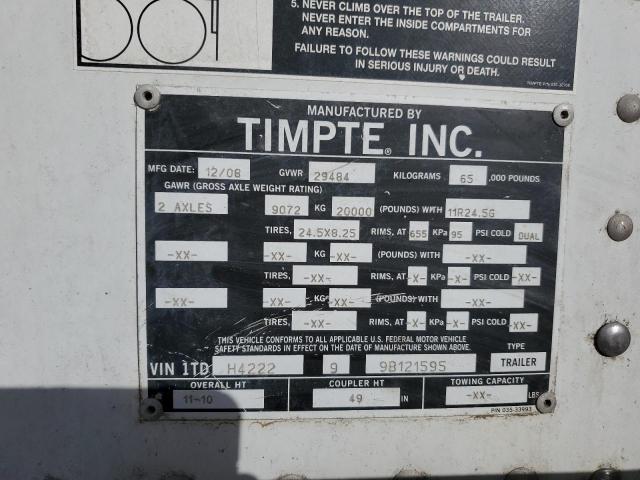 5. NEVER CLIMB OVER THE TOP OF THE TRAILER.
NEVER ENTER THE INSIDE COMPARTMENTS FOR
ANY REASON.
FAILURE TO FOLLOW THESE WARNINGS COULD RESULT
IN SERIOUS INJURY OR DEATH.
MANUFACTURED BY
TIMPTE® INC.
MFG DATE: 12/08 GVWR 29484 KILOGRAMS 65 ,000 POUNDS
GAWR (GROSS AXLE WEIGHT RATING)
2 AXLES 9072 KG 20000 (POUNDS) WITH 11R24.5G
TIRES, 24.5X8.25 RIMS, AT 655 KPa 95 PSI COLD DUAL
-XX- -XX- KG -XX- (POUNDS) WITH -XX-
TIRES, -XX- RIMS, AT -X- KPa -X- PSI COLD -XX-
-XX- -XX- KG -XX- (POUNDS) WITH -XX-
TIRES, -XX- RIMS, AT -X- KPa -X- PSI COLD -XX-
THIS VEHICLE CONFORMS TO ALL APPLICABLE U.S. FEDERAL MOTOR VEHICLE
SAFETY STANDARDS IN EFFECT ON THE DATE OF MANUFACTURE SHOWN ABOVE.
TYPE
VIN 1TD H4222 9 9B121595 TRAILER
OVERALL HT COUPLER HT TOWING CAPACITY
11-10 49 IN -XX- LBS
P/N 035-33993